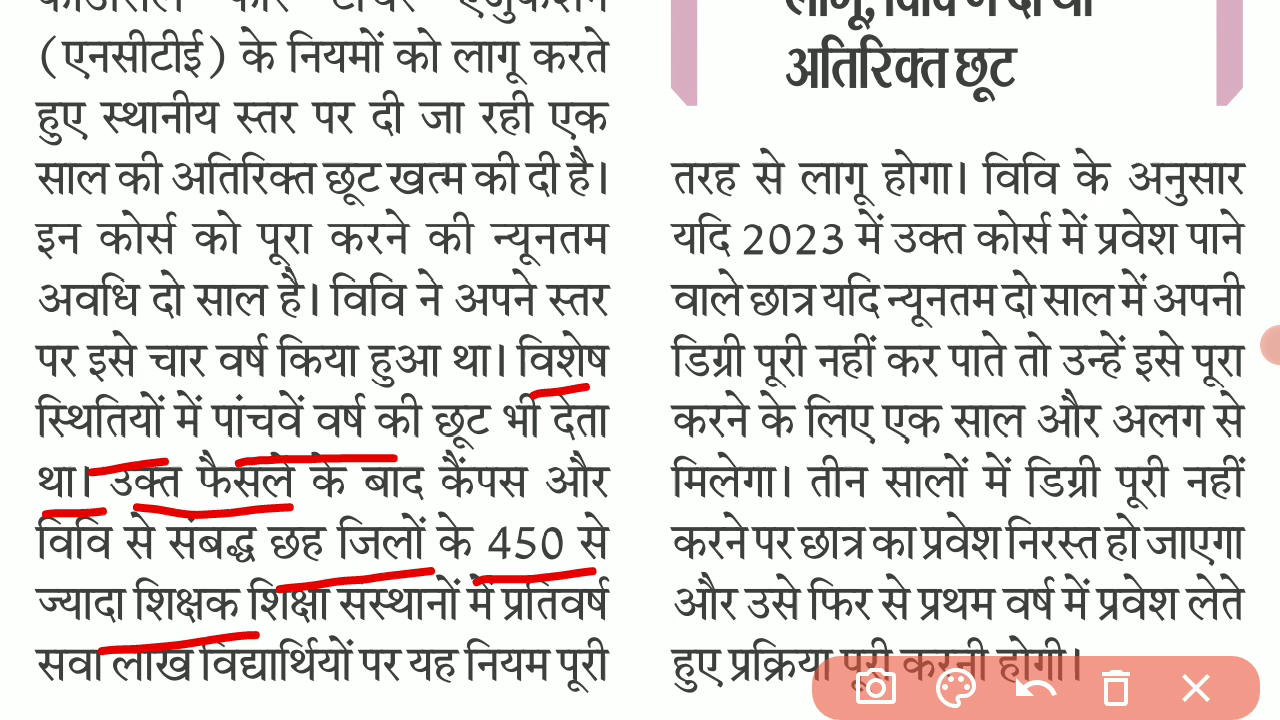 (एनसीटीई) के नियमों को लागू करते
हुए स्थानीय स्तर पर दी जा रही एक
साल की अतिरिक्त छूट खत्म की दी है।
इन कोर्स को पूरा करने की न्यूनतम
अवधि दो साल है। विवि ने अपने स्तर
पर इसे चार वर्ष किया हुआ था। विशेष
स्थितियों में पांचवें वर्ष की छूट भी देता
था। उक्त फैसले के बाद कैंपस और
विवि से संबद्ध छह जिलों के 450 से
ज्यादा शिक्षक शिक्षा संस्थानों में प्रतिवर्ष
सवा लाख विद्यार्थियों पर यह नियम पूरी
अतिरिक्त छूट
तरह से लागू होगा। विवि के अनुसार
यदि 2023 में उक्त कोर्स में प्रवेश पाने
वाले छात्र यदि न्यूनतम दो साल में अपनी
डिग्री पूरी नहीं कर पाते तो उन्हें इसे पूरा
करने के लिए एक साल और अलग से
मिलेगा। तीन सालों में डिग्री पूरी नहीं
करने पर छात्र का प्रवेश निरस्त हो जाएगा
और उसे फिर से प्रथम वर्ष में प्रवेश लेते
हुए प्रक्रिया पूरी करनी होगी।